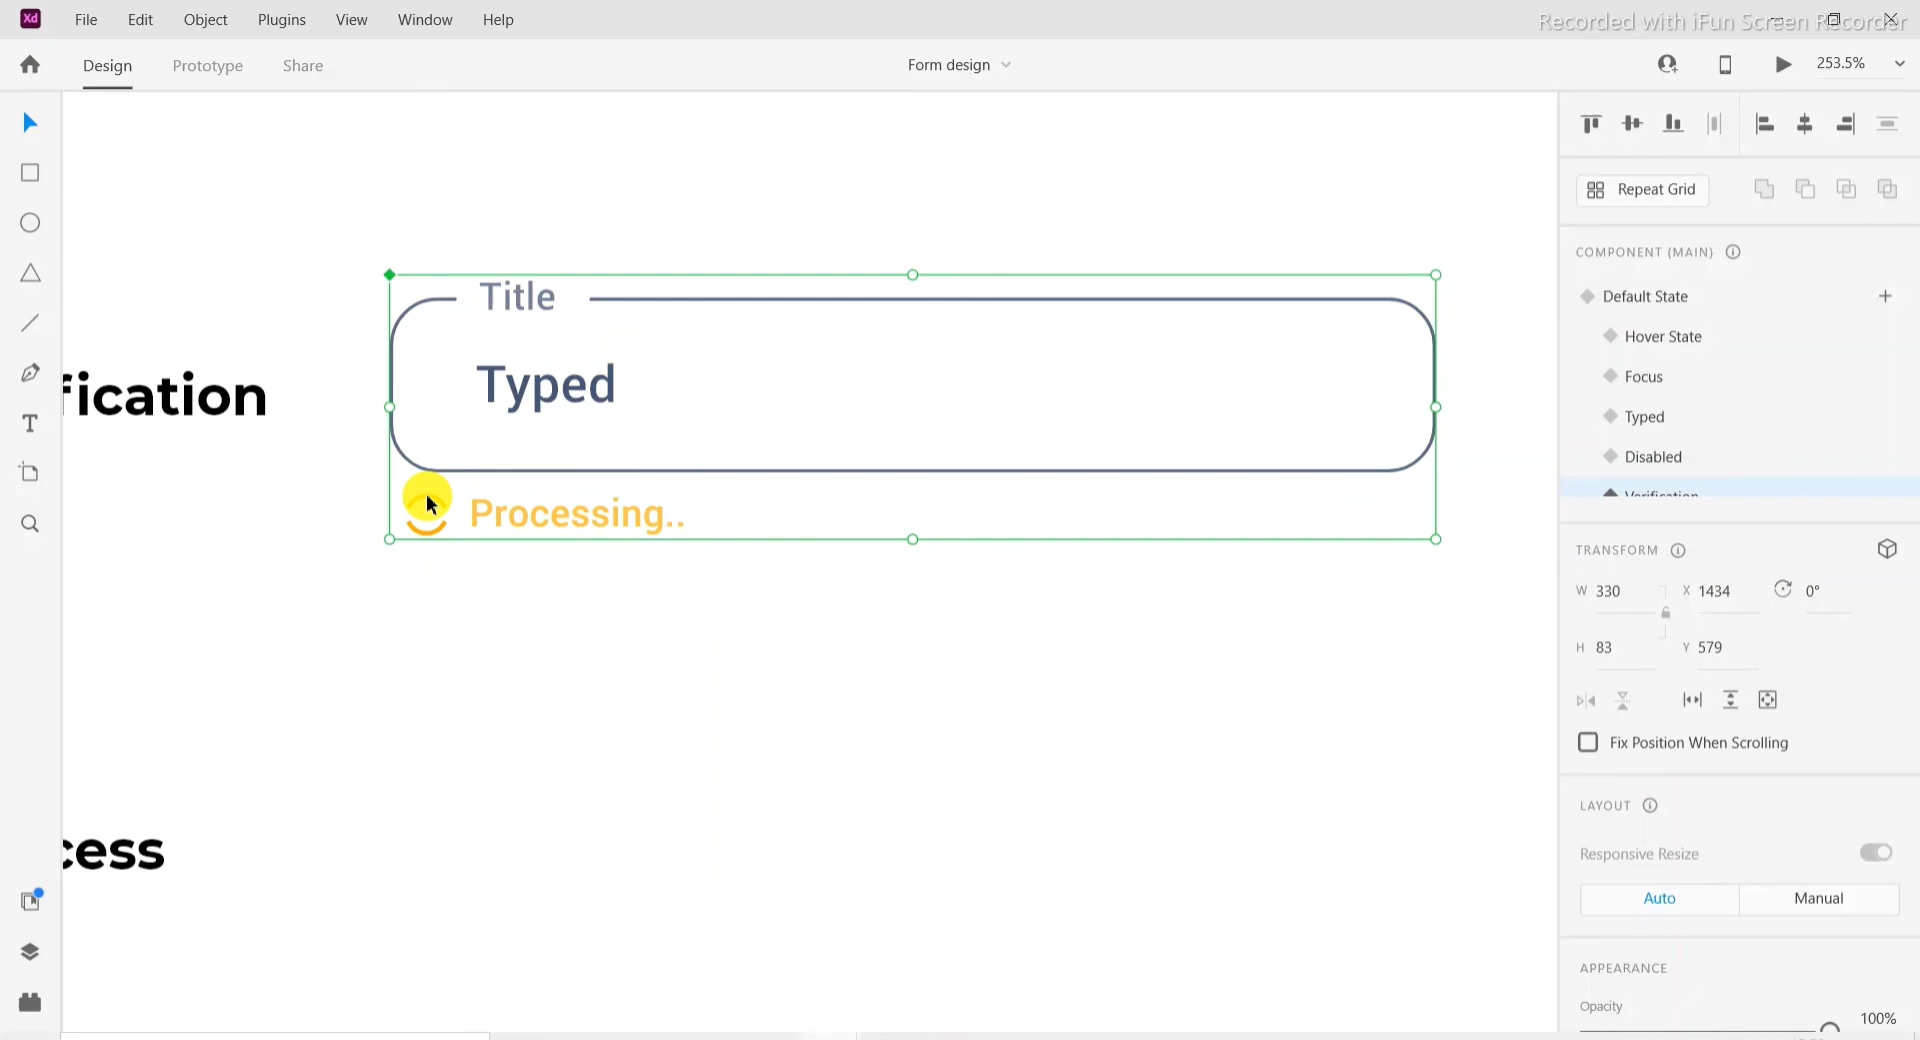 Xd File Edit Object Plugins View Window Help
Recorded with iFun Screen Recorder
Design Prototype Share Form design 253.5%
Repeat Grid
COMPONENT (MAIN)
Default State
Hover State
Focus
Typed
Disabled
Verification
Title
Typed
Processing..
fication
cess
TRANSFORM
W 330 X 1434 0°
H 83 Y 579
Fix Position When Scrolling
LAYOUT
Responsive Resize
Auto Manual
APPEARANCE
Opacity
100%